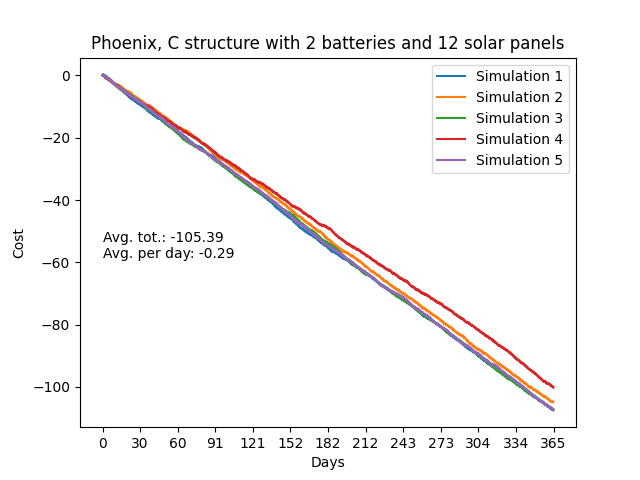 Phoenix, C structure with 2 batteries and 12 solar panels
Simulation 1
Simulation 2
Simulation 3
Simulation 4
Simulation 5
Avg. tot.: -105.39
Avg. per day: -0.29
Cost
0
−20
−40
−60
−80
−100
0 30 60 91 121 152 182 212 243 273 304 334 365
Days